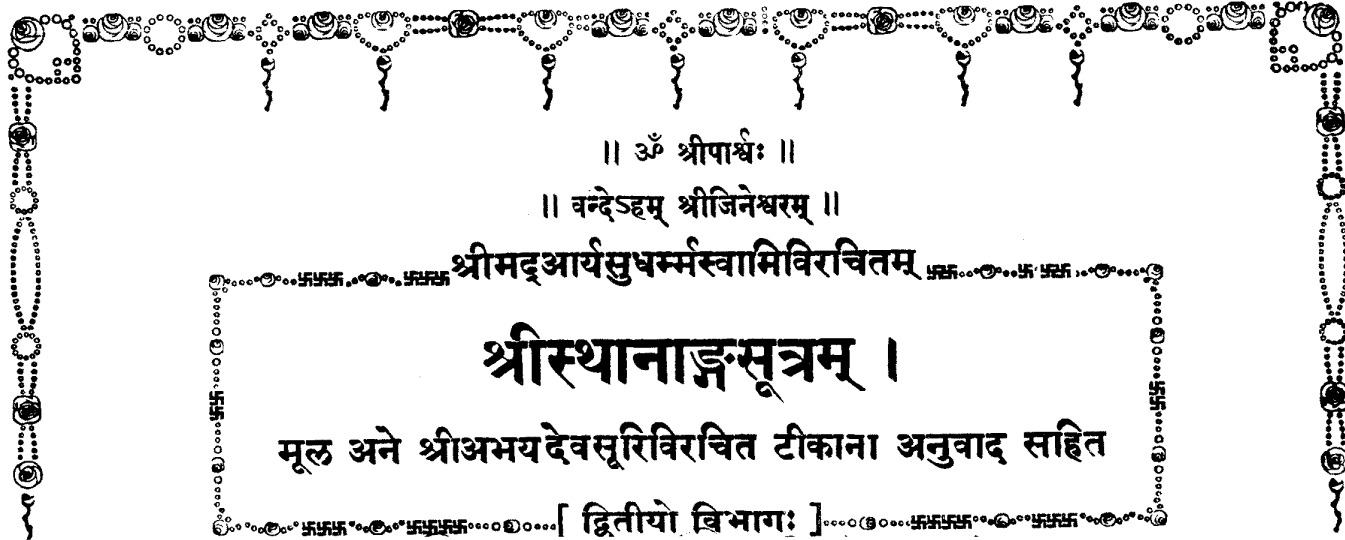 ॥ ॐ श्रीपार्श्वः ॥
॥ वन्देऽहम् श्रीजिनेश्वरम् ॥
श्रीमद्आर्यसुधर्म्मस्वामिविरचितम्
श्रीस्थानाङ्गसूत्रम् ।
मूल अने श्रीअभयदेवसूरिविरचित टीकाना अनुवाद सहित
[ द्वितीयो विभागः ]